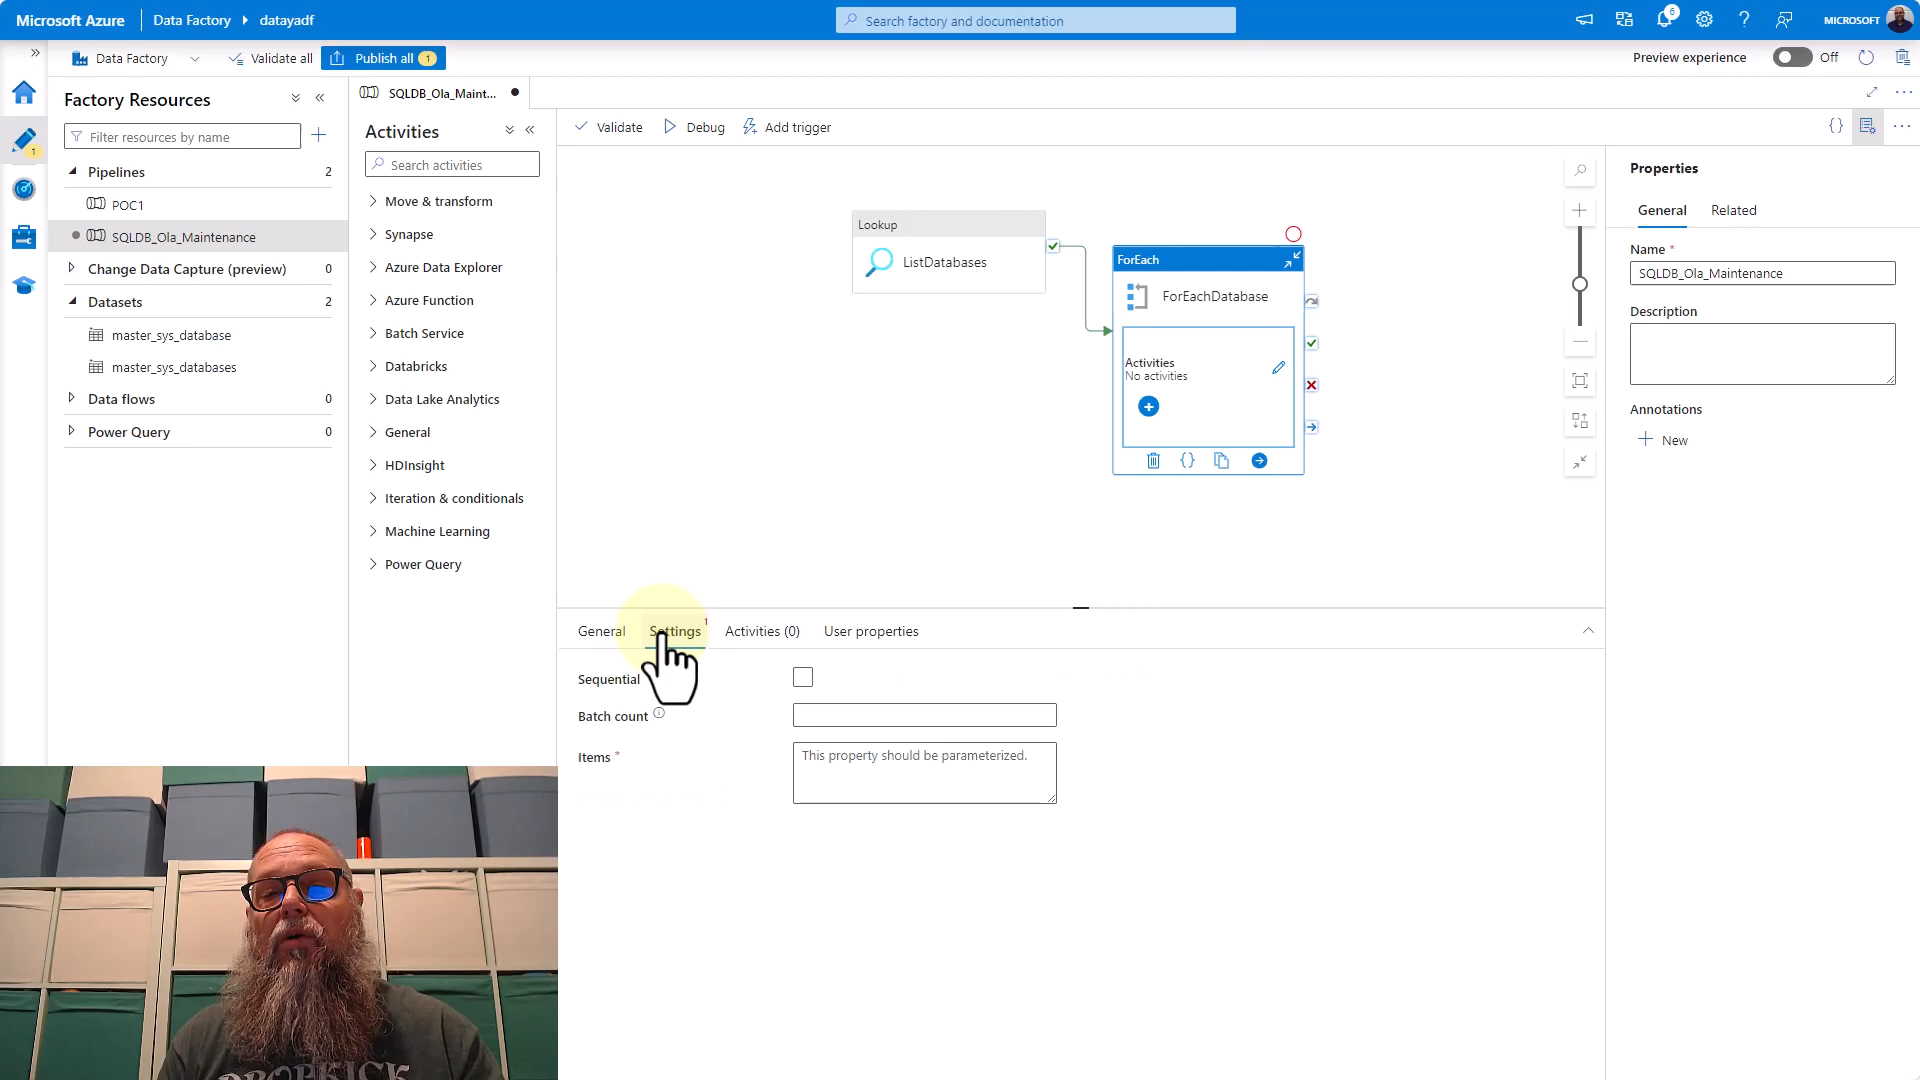 Microsoft Azure
Data Factory
datayadf
Search factory and documentation
6
MICROSOFT
Data Factory
Validate all
Publish all 1
Preview experience
Off
Factory Resources
Filter resources by name
1
Pipelines 2
POC1
SQLDB_Ola_Maintenance
Change Data Capture (preview) 0
Datasets 2
master_sys_database
master_sys_databases
Data flows 0
Power Query 0
SQLDB_Ola_Maint...
Activities
Search activities
Move & transform
Synapse
Azure Data Explorer
Azure Function
Batch Service
Databricks
Data Lake Analytics
General
HDInsight
Iteration & conditionals
Machine Learning
Power Query
Validate
Debug
Add trigger
Lookup
ListDatabases
ForEach
ForEachDatabase
Activities
No activities
Properties
General
Related
Name *
SQLDB_Ola_Maintenance
Description
Annotations
New
General
Settings 1
Activities (0)
User properties
Sequential
Batch count
Items *
This property should be parameterized.
DROPKICK